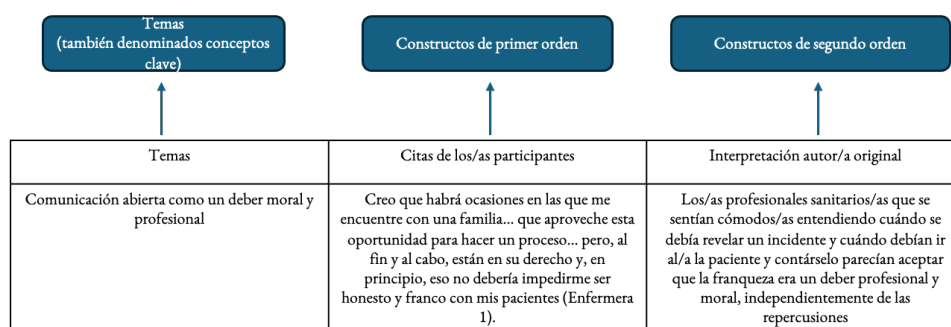 Temas
(también denominados conceptos
clave)
Constructos de primer orden
Constructos de segundo orden
Temas
Citas de los/as participantes
Interpretación autor/a original
Comunicación abierta como un deber moral y
profesional
Creo que habrá ocasiones en las que me
encuentre con una familia... que aproveche esta
oportunidad para hacer un proceso... pero, al
fin y al cabo, están en su derecho y, en
principio, eso no debería impedirme ser
honesto y franco con mis pacientes (Enfermera
1).
Los/as profesionales sanitarios/as que se
sentían cómodos/as entendiendo cuándo se
debía revelar un incidente y cuándo debían ir
al/a la paciente y contárselo parecían aceptar
que la franqueza era un deber profesional y
moral, independientemente de las
repercusiones